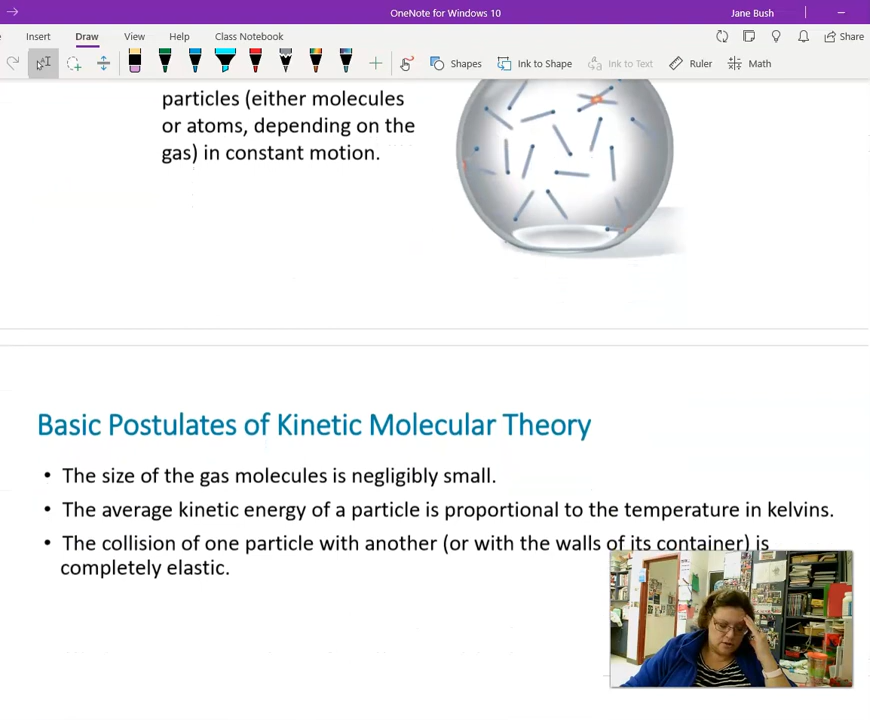 OneNote for Windows 10
Jane Bush
Insert
Draw
View
Help
Class Notebook
Share
Shapes
Ink to Shape
Ink to Text
Ruler
Math
particles (either molecules
or atoms, depending on the
gas) in constant motion.
Basic Postulates of Kinetic Molecular Theory
• The size of the gas molecules is negligibly small.
• The average kinetic energy of a particle is proportional to the temperature in kelvins.
• The collision of one particle with another (or with the walls of its container) is
completely elastic.